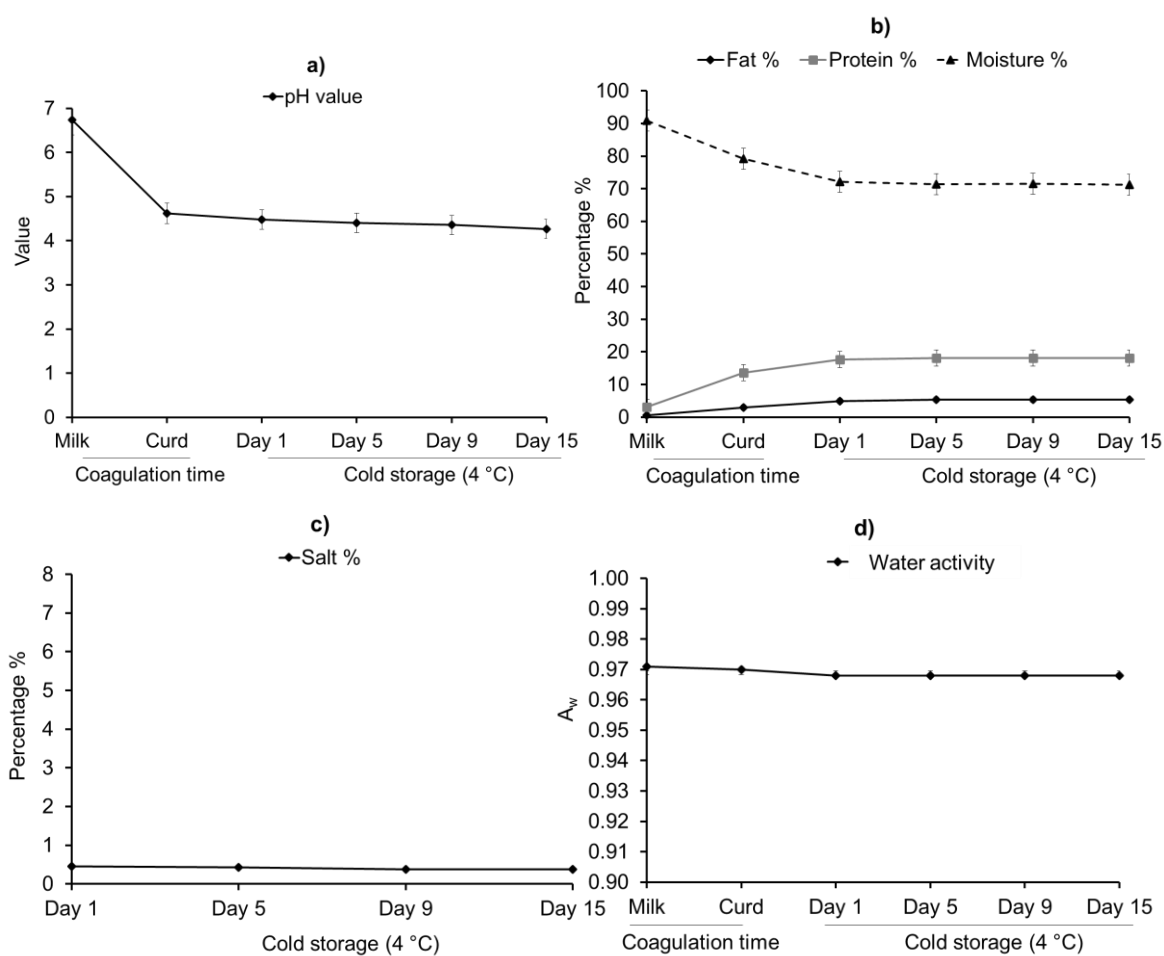 a)
pH value
7
6
5
4
3
2
1
0
Value
Milk Curd Day 1 Day 5 Day 9 Day 15
Coagulation time Cold storage (4 °C)
b)
Fat % Protein % Moisture %
100
90
80
70
60
50
40
30
20
10
0
Percentage %
Milk Curd Day 1 Day 5 Day 9 Day 15
Coagulation time Cold storage (4 °C)
c)
Salt %
8
7
6
5
4
3
2
1
0
Percentage %
Day 1 Day 5 Day 9 Day 15
Cold storage (4 °C)
d)
Water activity
1.00
0.99
0.98
0.97
0.96
0.95
0.94
0.93
0.92
0.91
0.90
Aw
Milk Curd Day 1 Day 5 Day 9 Day 15
Coagulation time Cold storage (4 °C)